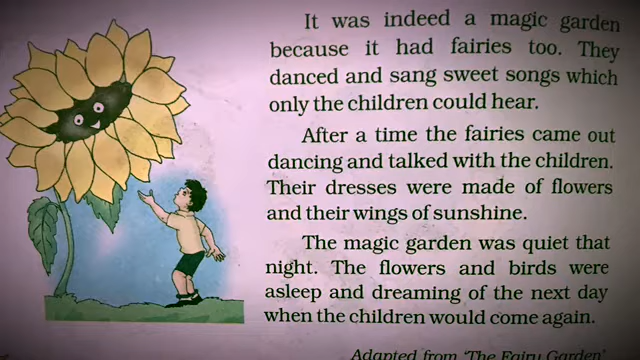 It was indeed a magic garden
because it had fairies too. They
danced and sang sweet songs which
only the children could hear.
After a time the fairies came out
dancing and talked with the children.
Their dresses were made of flowers
and their wings of sunshine.
The magic garden was quiet that
night. The flowers and birds were
asleep and dreaming of the next day
when the children would come again.
Adapted from 'The Fairy Garden'